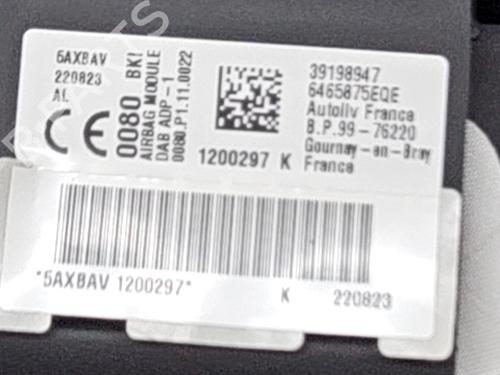 5AXBAV
220823
AL
CE
0080 BKI
AIRBAG MODULE
DAB ADP-1
0080.P1.11.0022
1200297 K
39198947
6465875EQE
Autoliv France
B.P.99-76220
Gournay-en-Bray
France
*5AXBAV 1200297*
K
220823